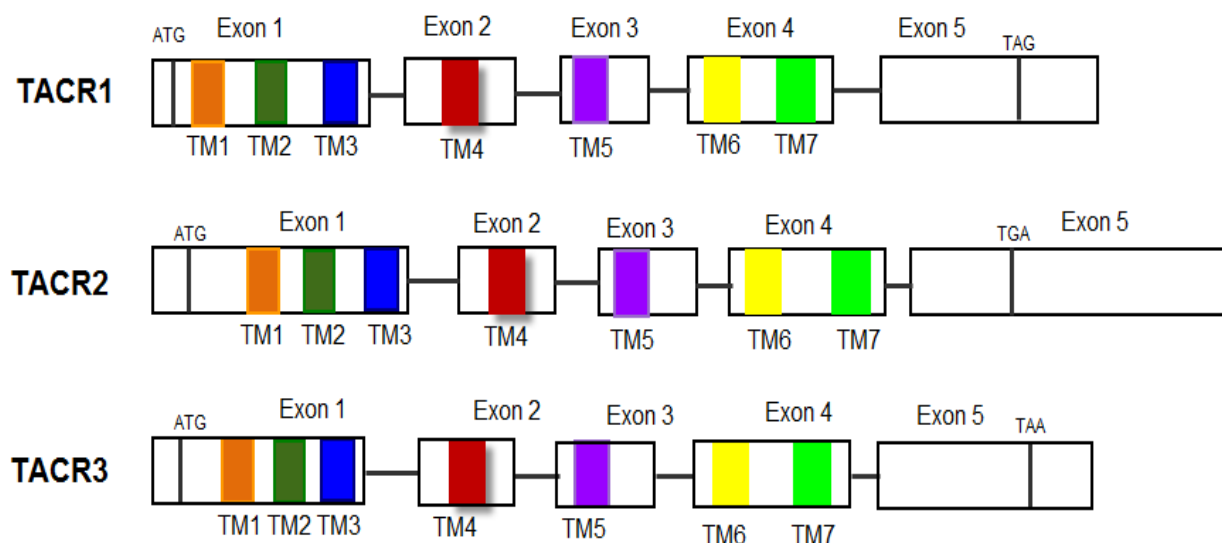 ATG Exon 1 Exon 2 Exon 3 Exon 4 Exon 5 TAG
TACR1
TM1 TM2 TM3 TM4 TM5 TM6 TM7
ATG Exon 1 Exon 2 Exon 3 Exon 4 TGA Exon 5
TACR2
TM1 TM2 TM3 TM4 TM5 TM6 TM7
ATG Exon 1 Exon 2 Exon 3 Exon 4 Exon 5 TAA
TACR3
TM1 TM2 TM3 TM4 TM5 TM6 TM7